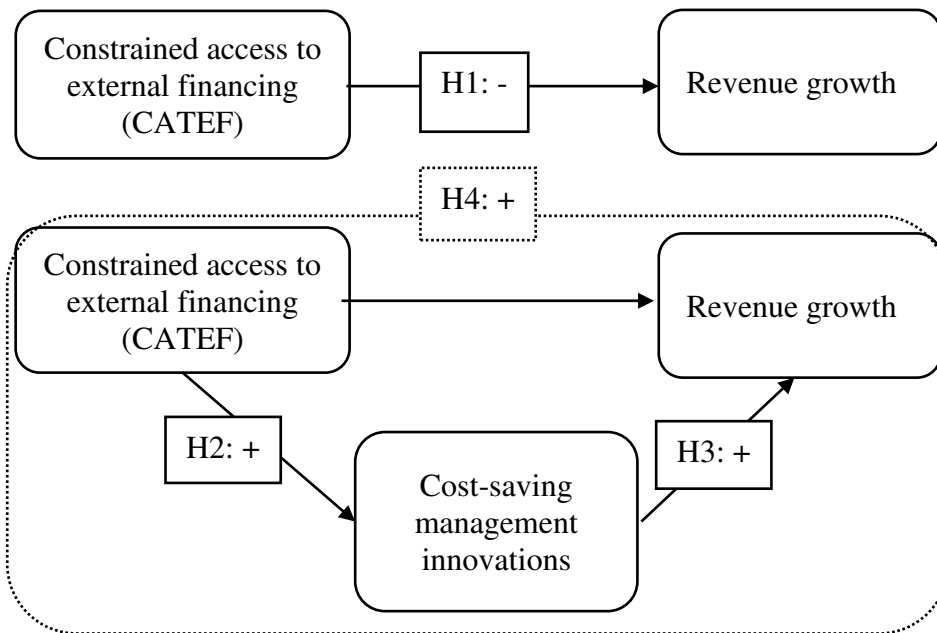 Constrained access to
external financing
(CATEF)
H1: -
Revenue growth
H4: +
Constrained access to
external financing
(CATEF)
Revenue growth
H2: +
H3: +
Cost-saving
management
innovations